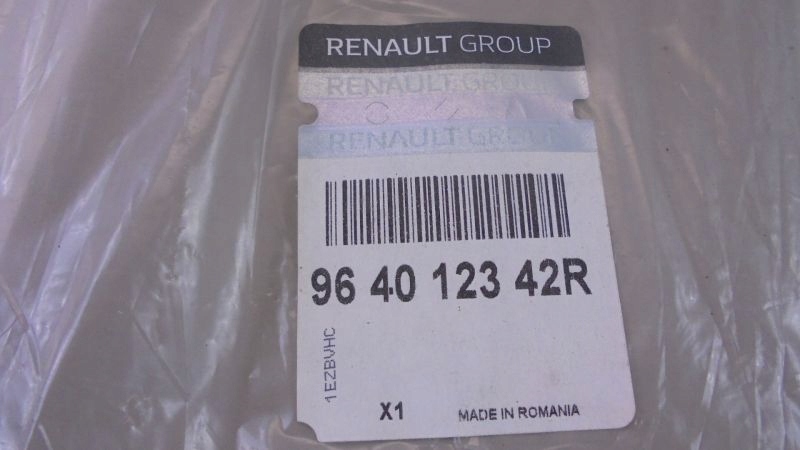 RENAULT GROUP
RENAULT GROUP
RENAULT GROUP
96 40 123 42R
1EZBVHC
X1
MADE IN ROMANIA